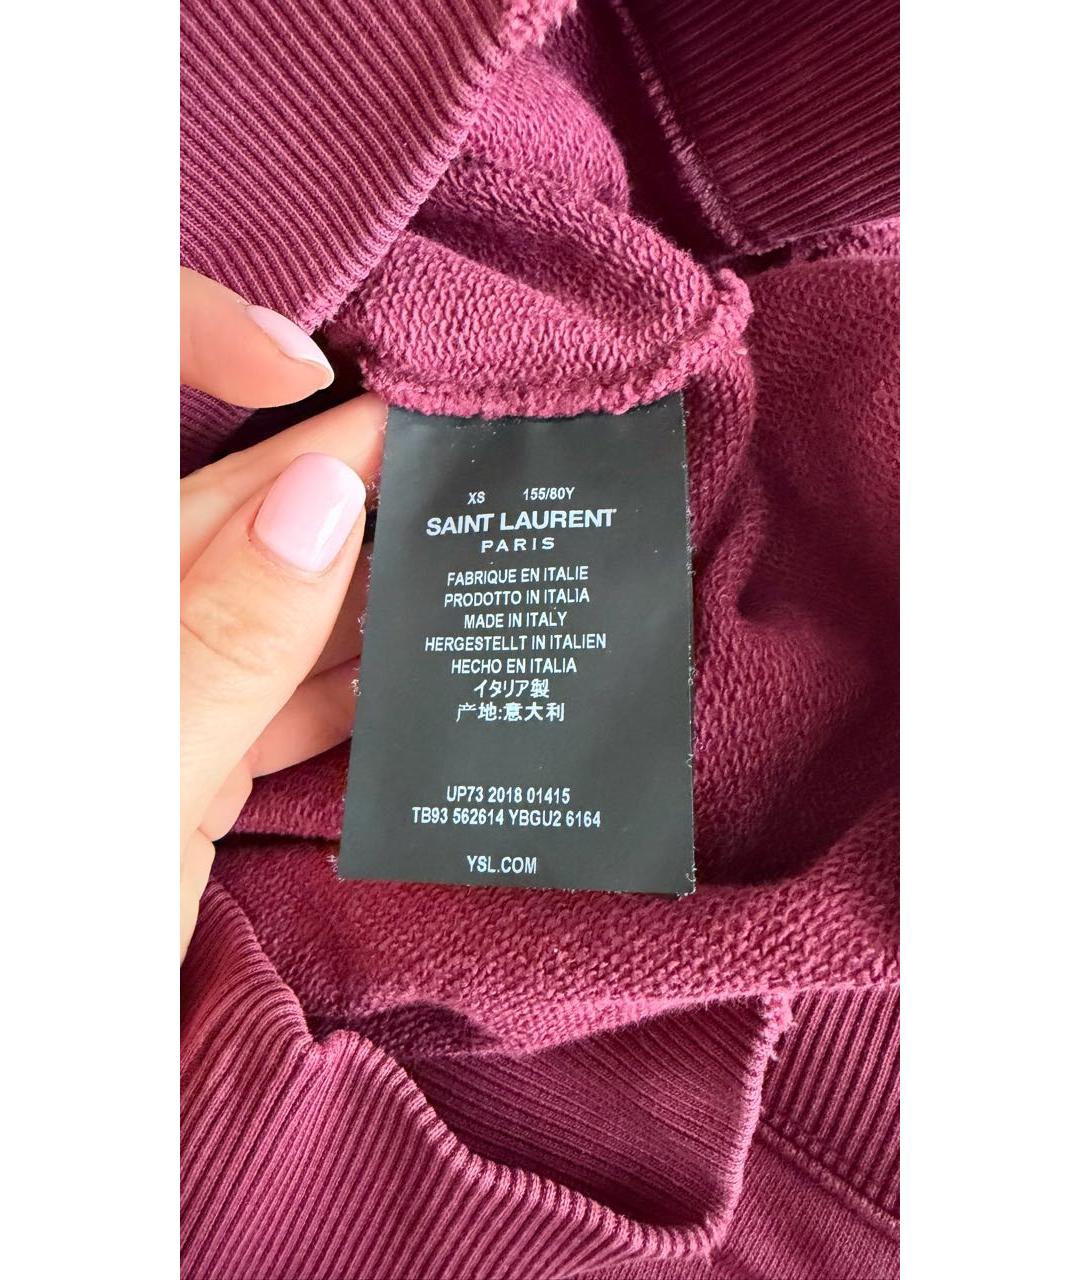 XS 155/80Y
SAINT LAURENT
PARIS
FABRIQUE EN ITALIE
PRODOTTO IN ITALIA
MADE IN ITALY
HERGESTELLT IN ITALIEN
HECHO EN ITALIA
イタリア製
产地:意大利
UP73 2018 01415
TB93 562614 YBGU2 6164
YSL.COM